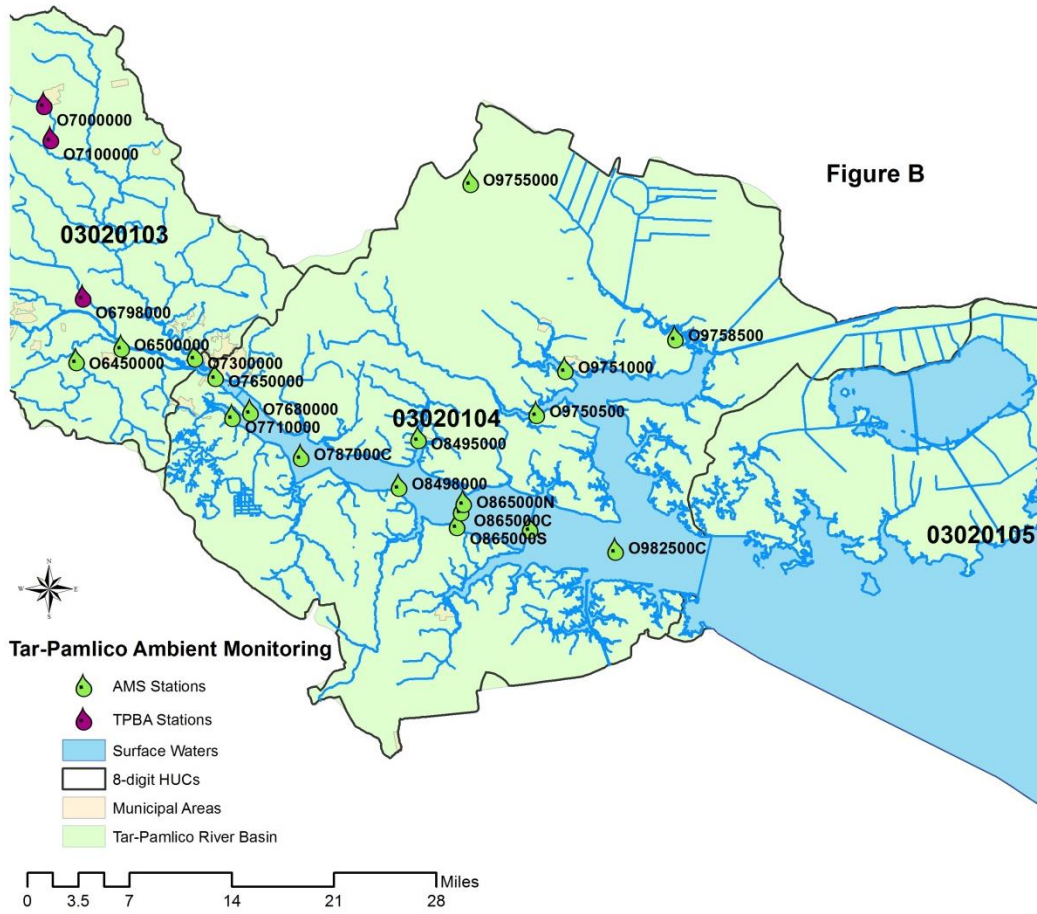 Figure B
O7000000
O7100000
O9755000
03020103
O6798000
O6500000
O6450000
O7300000
O7650000
O9758500
O9751000
O7680000
O7710000
03020104
O9750500
O8495000
O787000C
O8498000
O865000N
O865000C
O865000S
O982500C
03020105
N
W E
S
Tar-Pamlico Ambient Monitoring
AMS Stations
TPBA Stations
Surface Waters
8-digit HUCs
Municipal Areas
Tar-Pamlico River Basin
Miles
0 3.5 7 14 21 28